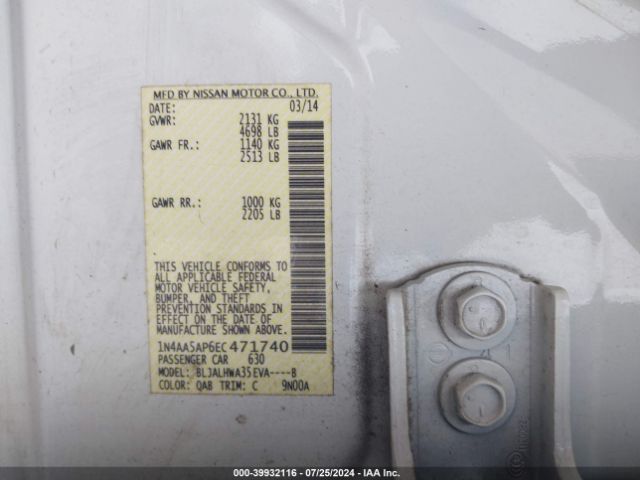 MFD BY NISSAN MOTOR CO., LTD.
DATE: 03/14
GVWR: 2131 KG
4698 LB
GAWR FR.: 1140 KG
2513 LB
GAWR RR.: 1000 KG
2205 LB
THIS VEHICLE CONFORMS TO
ALL APPLICABLE FEDERAL
MOTOR VEHICLE SAFETY,
BUMPER, AND THEFT
PREVENTION STANDARDS IN
EFFECT ON THE DATE OF
MANUFACTURE SHOWN ABOVE.
1N4AA5AP6EC471740
PASSENGER CAR 630
MODEL: BLJALHWA35EVA----B
COLOR: QAB TRIM: C 9N00A
000-39932116 - 07/25/2024 - IAA Inc.